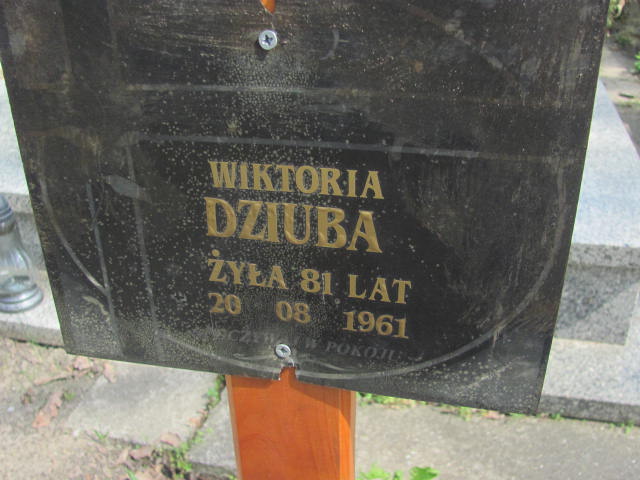 WIKTORIA
DZIUBA
ŻYŁA 81 LAT
20 08 1961
W POKOJU